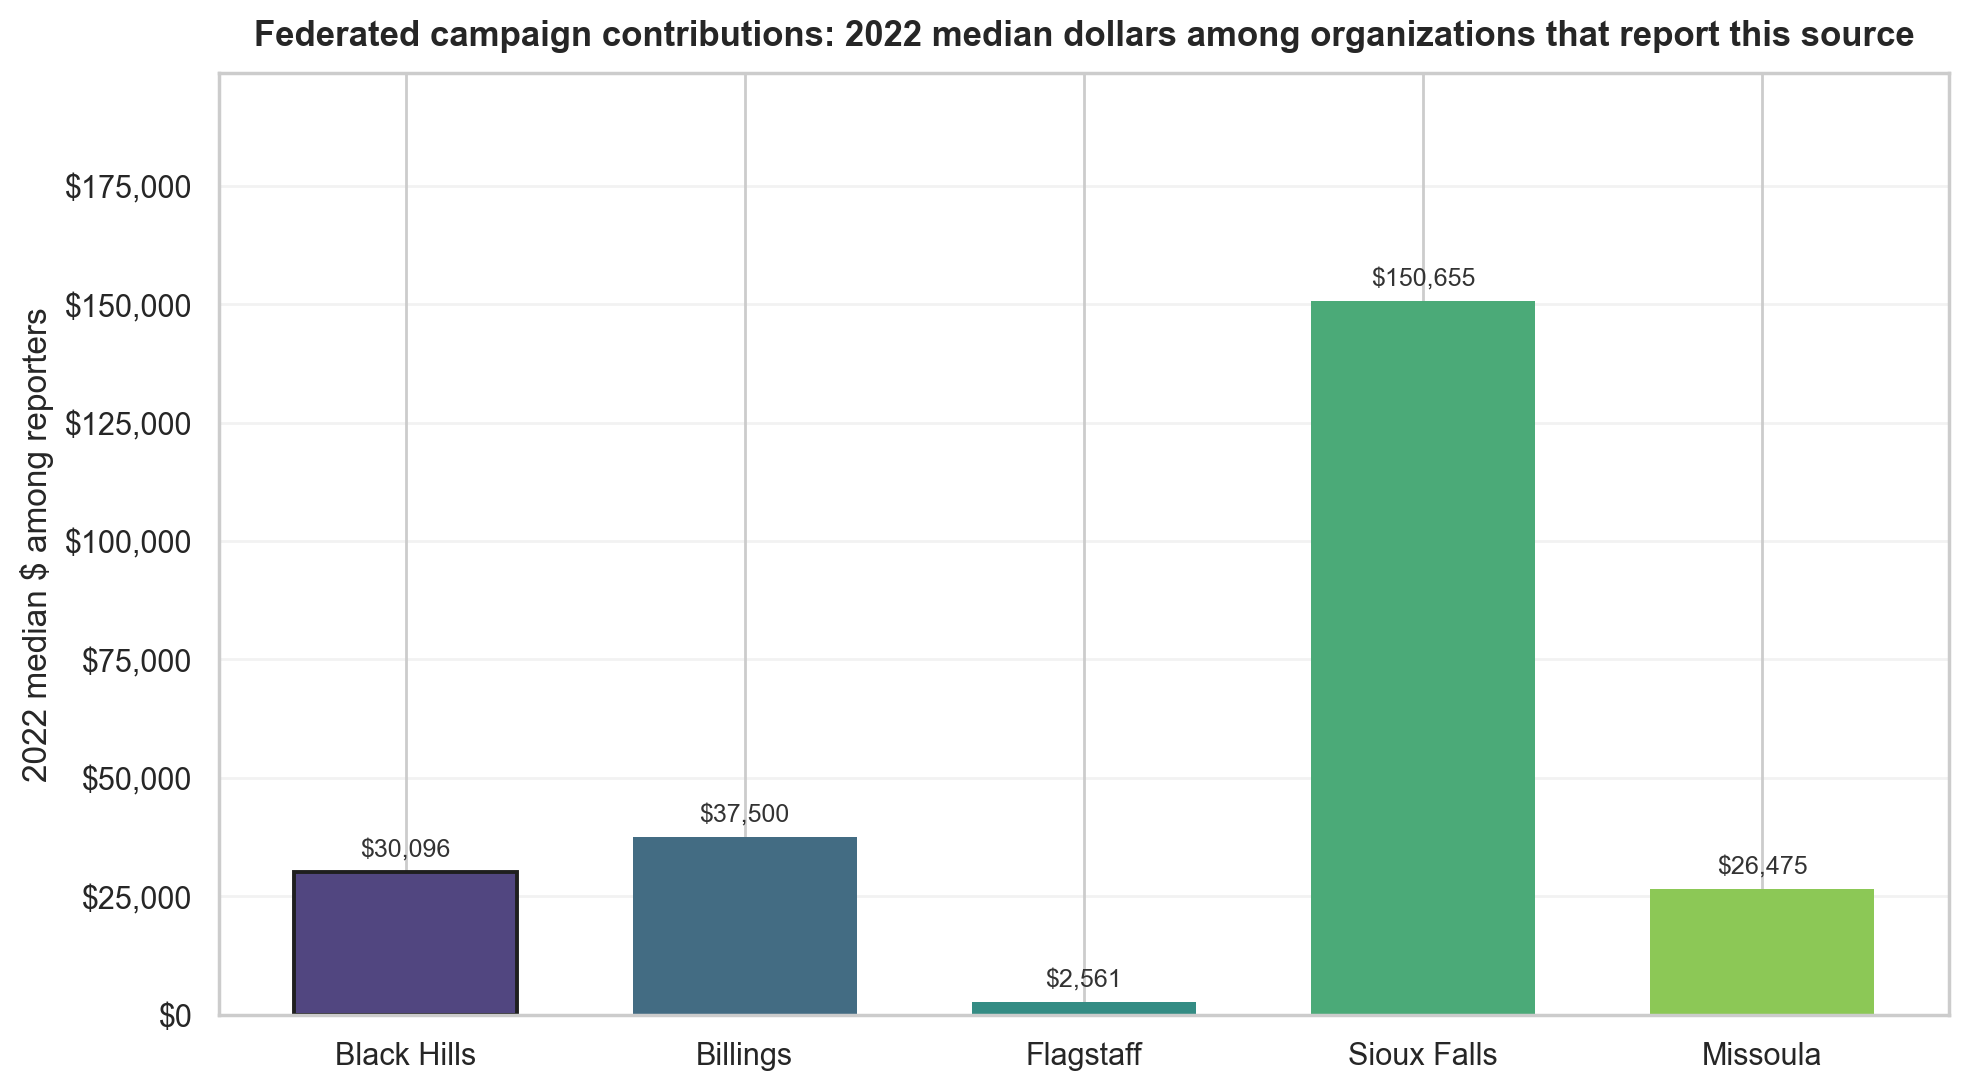 Federated campaign contributions: 2022 median dollars among organizations that report this source
2022 median $ among reporters
$175,000
$150,000
$125,000
$100,000
$75,000
$50,000
$25,000
$0
$30,096
$37,500
$2,561
$150,655
$26,475
Black Hills
Billings
Flagstaff
Sioux Falls
Missoula